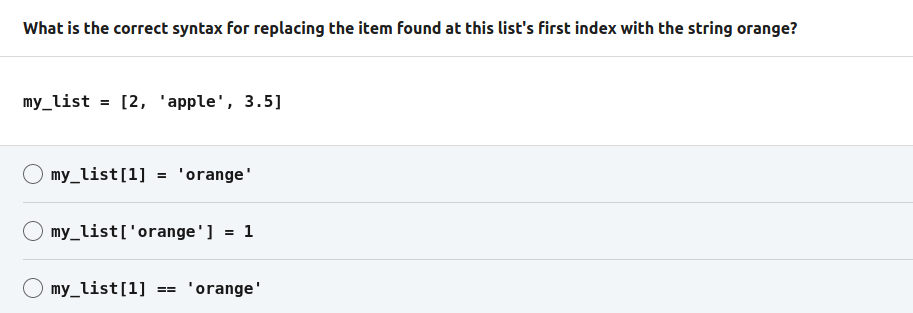 What is the correct syntax for replacing the item found at this list's first index with the string orange?
my_list = [2, 'apple', 3.5]
my_list[1] = 'orange'
my_list['orange'] = 1
my_list[1] == 'orange'